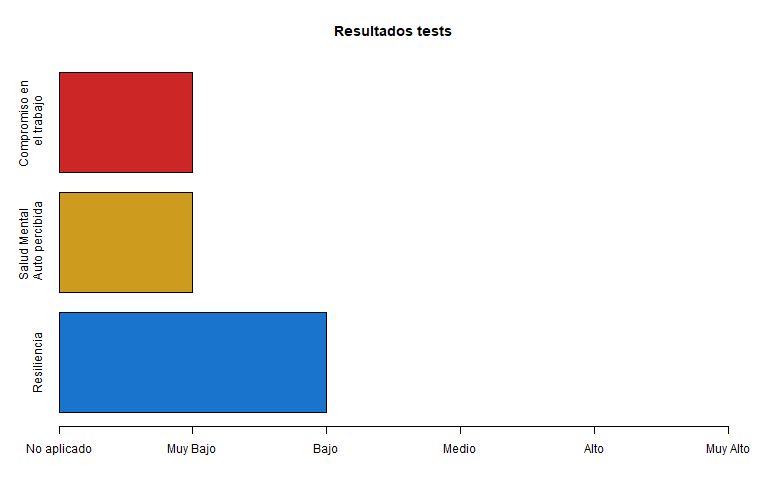 Resultados tests
Compromiso en
el trabajo
Salud Mental
Auto percibida
Resiliencia
No aplicado
Muy Bajo
Bajo
Medio
Alto
Muy Alto